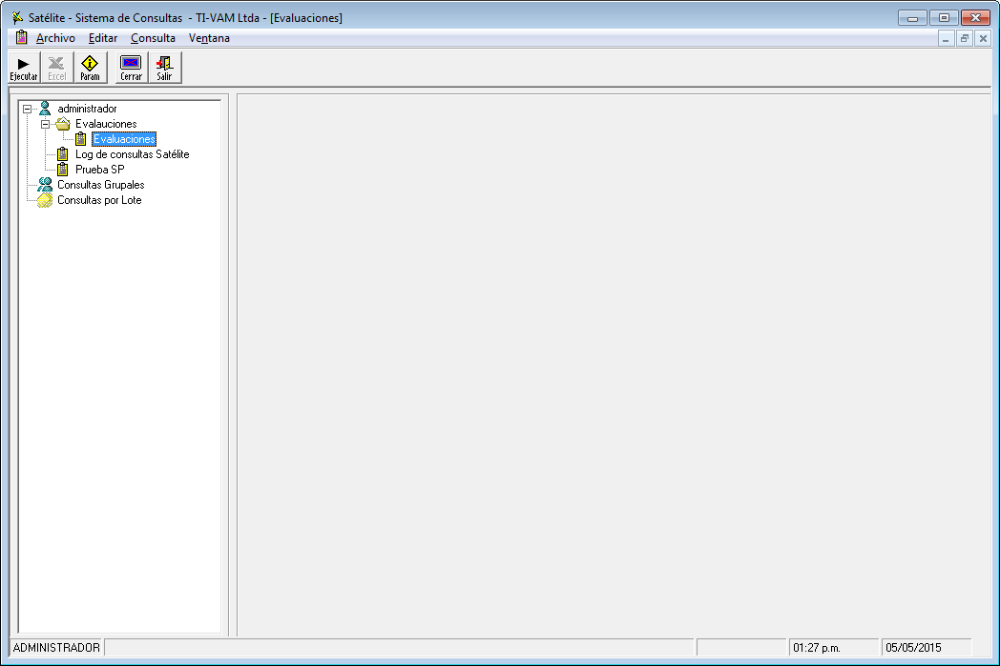 Satélite - Sistema de Consultas - TI-VAM Ltda - [Evaluaciones]
Archivo Editar Consulta Ventana
Ejecutar Excel Param Cerrar Salir
administrador
Evalauciones
Evaluaciones
Log de consultas Satélite
Prueba SP
Consultas Grupales
Consultas por Lote
ADMINISTRADOR 01:27 p.m. 05/05/2015